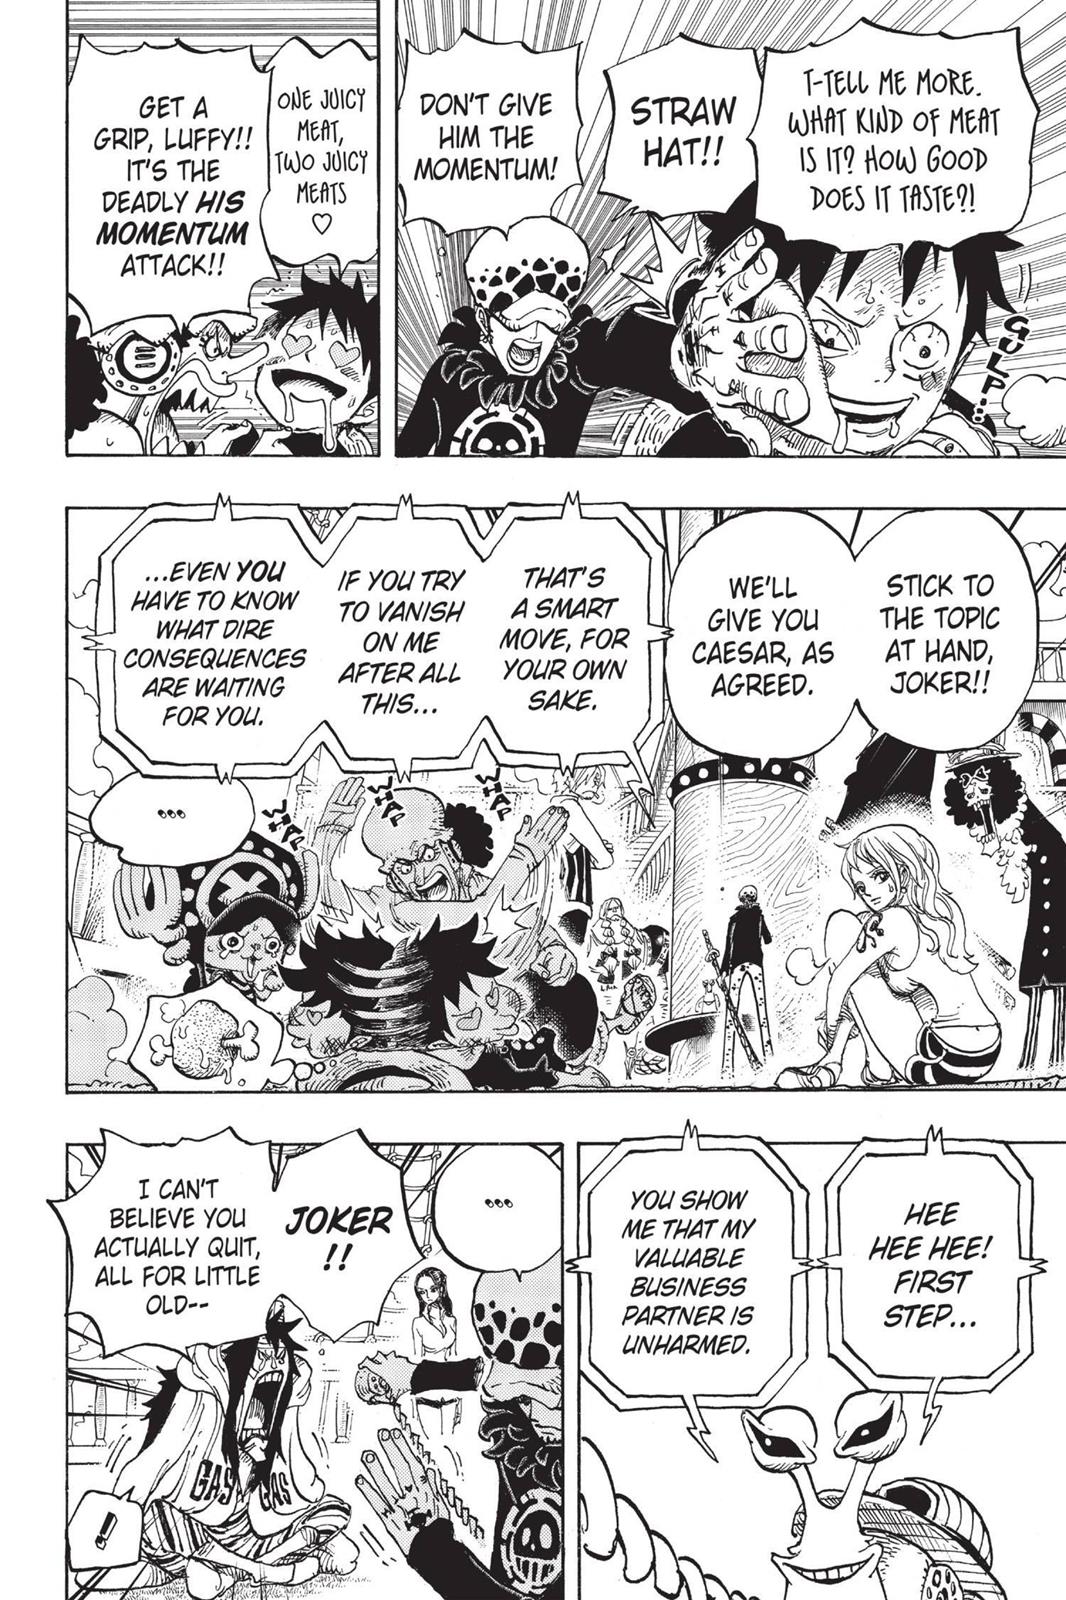 T-TELL ME MORE.
WHAT KIND OF MEAT
IS IT? HOW GOOD
DOES IT TASTE?!
GULP!!
STRAW
HAT!!
DON'T GIVE
HIM THE
MOMENTUM!
ONE JUICY
MEAT,
TWO JUICY
MEATS
♡
GET A
GRIP, LUFFY!!
IT'S THE
DEADLY HIS
MOMENTUM
ATTACK!!
STICK TO
THE TOPIC
AT HAND,
JOKER!!
WE'LL
GIVE YOU
CAESAR, AS
AGREED.
THAT'S
A SMART
MOVE, FOR
YOUR OWN
SAKE.
IF YOU TRY
TO VANISH
ON ME
AFTER ALL
THIS...
...EVEN YOU
HAVE TO KNOW
WHAT DIRE
CONSEQUENCES
ARE WAITING
FOR YOU.
WHAP
WHAP
WHAP
...
HEE
HEE HEE!
FIRST
STEP...
YOU SHOW
ME THAT MY
VALUABLE
BUSINESS
PARTNER IS
UNHARMED.
...
JOKER
!!
I CAN'T
BELIEVE YOU
ACTUALLY QUIT,
ALL FOR LITTLE
OLD--
GAS GAS
!